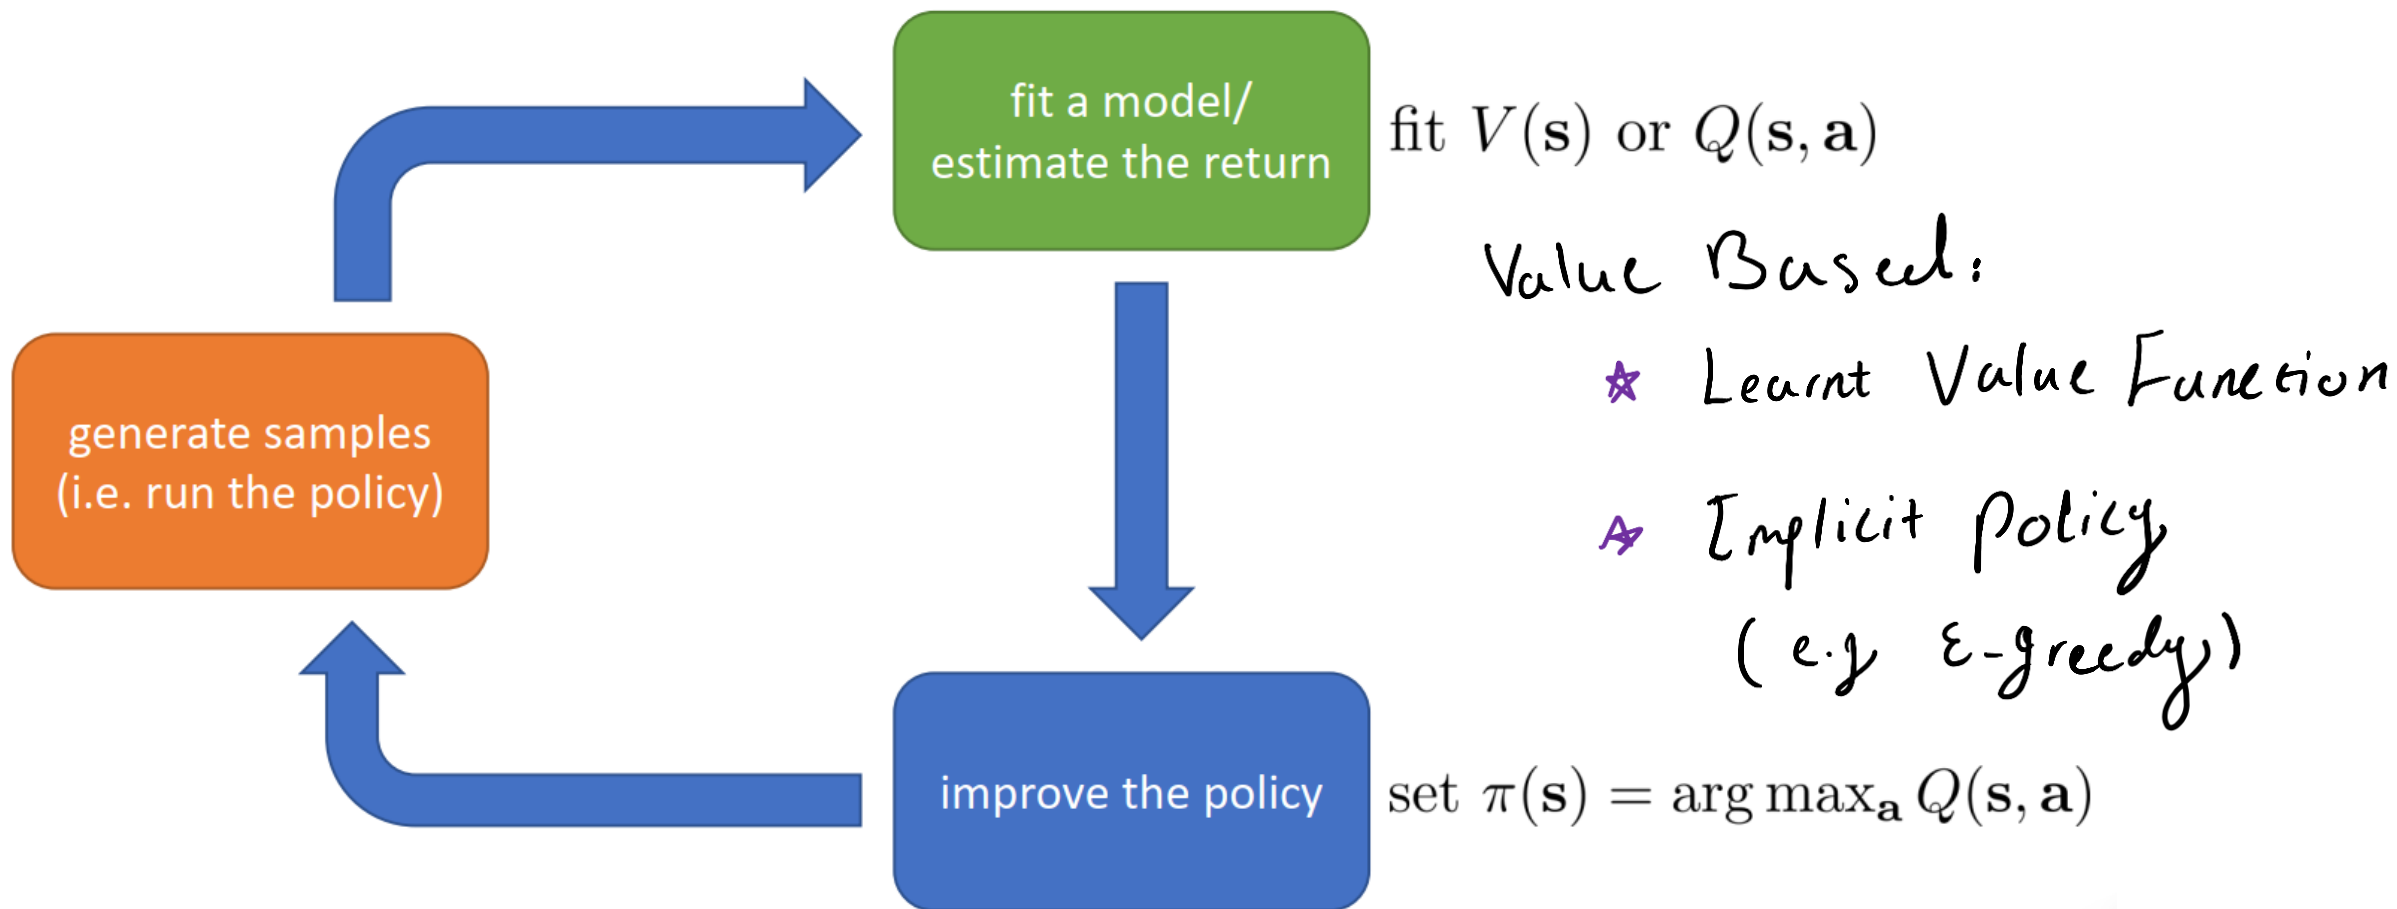 fit a model/
estimate the return
fit V(s) or Q(s, a)
Value Based:
Learnt Value Function
generate samples
(i.e. run the policy)
Implicit policy
(e.g ε-greedy)
improve the policy
set π(s) = arg maxₐ Q(s, a)